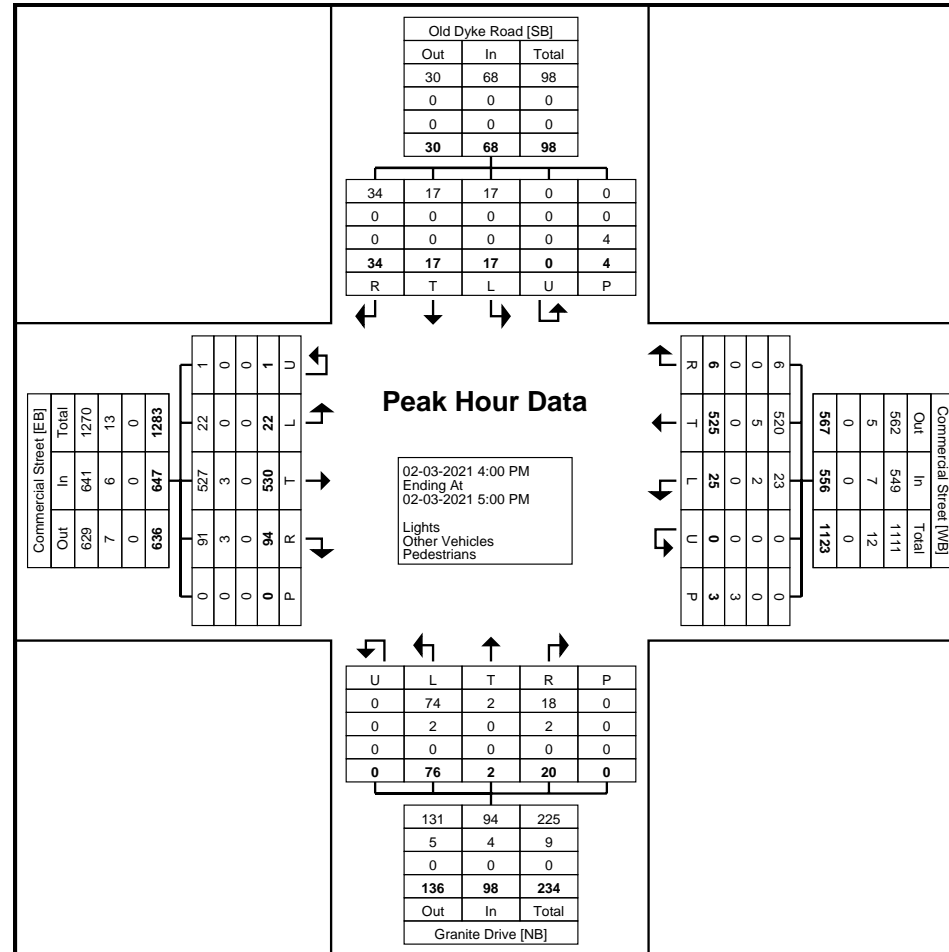 Old Dyke Road [SB]
Out In Total
30 68 98
0 0 0
0 0 0
30 68 98
34 17 17 0 0
0 0 0 0 0
0 0 0 0 4
34 17 17 0 4
R T L U P
Commercial Street [EB]
Total In Out
1270 641 629
13 6 7
0 0 0
1283 647 636
1 22 527 91 0
0 0 3 3 0
0 0 0 0 0
1 22 530 94 0
U L T R P
Peak Hour Data
02-03-2021 4:00 PM
Ending At
02-03-2021 5:00 PM
Lights
Other Vehicles
Pedestrians
R T L U P
6 525 25 0 3
0 0 0 0 3
0 5 2 0 0
6 520 23 0 0
567 556 1123
0 0 0
5 7 12
562 549 1111
Out In Total
Commercial Street [WB]
U L T R P
0 74 2 18 0
0 2 0 2 0
0 0 0 0 0
0 76 2 20 0
131 94 225
5 4 9
0 0 0
136 98 234
Out In Total
Granite Drive [NB]